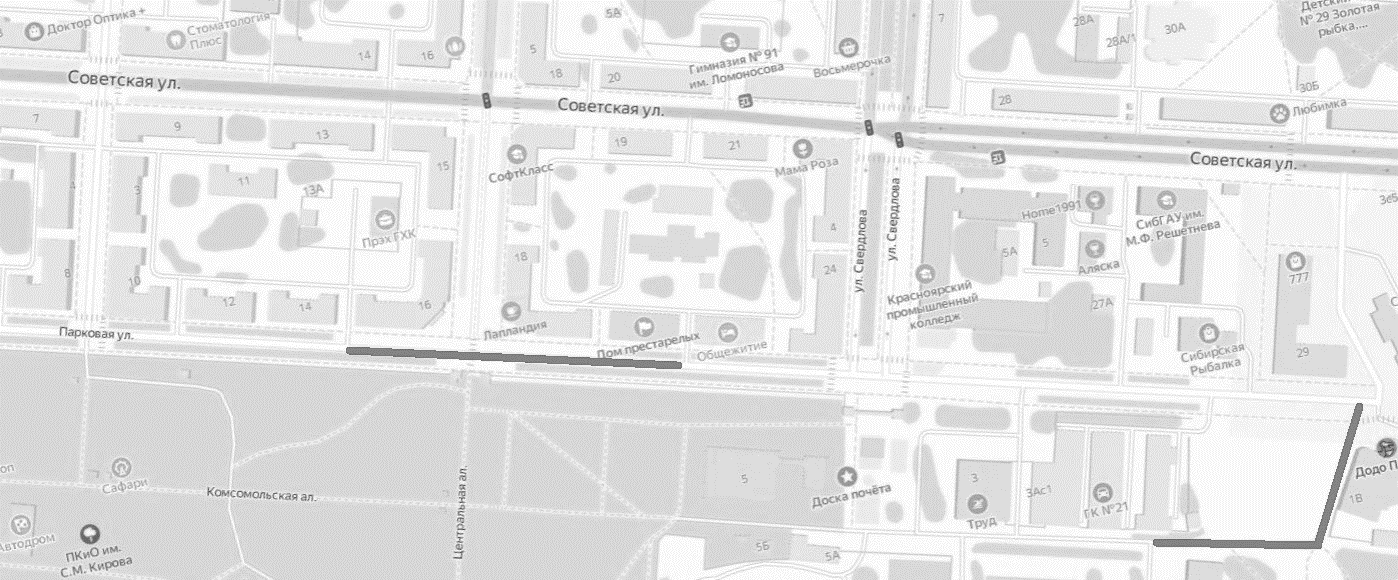 Доктор Оптика +
Стоматология
Плюс
14
16
5А
5
18
20
Гимназия № 91
им. Ломоносова
Восьмерочка
7
28А
28А/1
30А
Детский
№ 29 Золотая
рыбка,...
30Б
Любимка
28
Советская ул.
Советская ул.
Советская ул.
7
9
13
15
СофтКласс
19
21
Мама Роза
4
3
11
13А
Прэх ГХК
4
24
ул. Свердлова
ул. Свердлова
Home1991
5А
5
СибГАУ им.
М.Ф. Решетнева
Аляска
777
8
10
12
14
16
18
Лапландия
Дом престарелых
Общежитие
Красноярский
промышленный
колледж
27А
Сибирская
Рыбалка
29
Парковая ул.
Сафари
Комсомольская ал.
Центральная ал.
Автодром
ПКиО им.
С.М. Кирова
5
Доска почёта
5Б
5А
3
Труд
3Ас1
ГК № 21
Додо П
1В